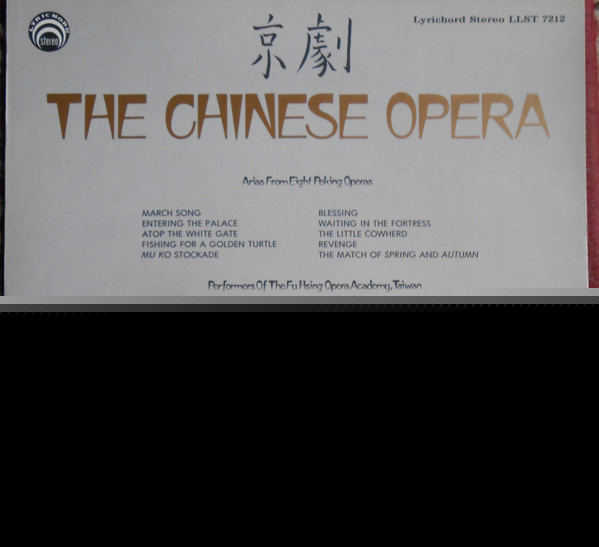 LYRICHORD
stereo
Lyrichord Stereo LLST 7212
京劇
THE CHINESE OPERA
Arias From Eight Peking Operas
MARCH SONG
ENTERING THE PALACE
ATOP THE WHITE GATE
FISHING FOR A GOLDEN TURTLE
MU KO STOCKADE
BLESSING
WAITING IN THE FORTRESS
THE LITTLE COWHERD
REVENGE
THE MATCH OF SPRING AND AUTUMN
Performers Of The Fu Hsing Opera Academy, Taiwan